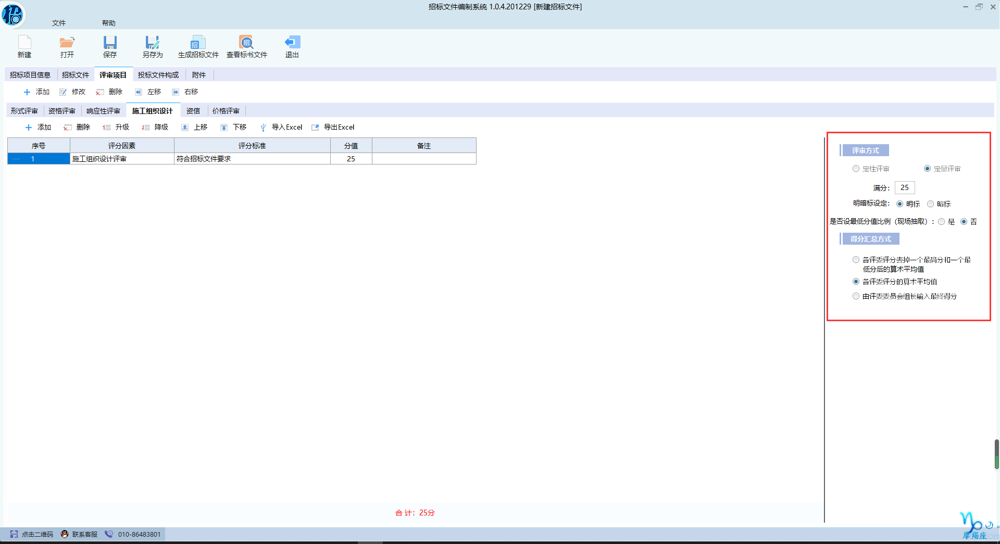 招标文件编制系统 1.0.4.201229 [新建招标文件]
文件 帮助
新建 打开 保存 另存为 生成招标文件 查看标书文件 退出
招标项目信息 招标文件 评审项目 投标文件构成 附件
添加 修改 删除 左移 右移
形式评审 资格评审 响应性评审 施工组织设计 资信 价格评审
添加 删除 升级 降级 上移 下移 导入Excel 导出Excel
序号 评分因素 评分标准 分值 备注
1 施工组织设计评审 符合招标文件要求 25
评审方式
定性评审 定量评审
满分: 25
明暗标设定: 明标 暗标
是否设最低分值比例（现场抽取）: 是 否
得分汇总方式
各评委评分去掉一个最高分和一个最
低分后的算术平均值
各评委评分的算术平均值
由评委委员会组长输入最终得分
合计: 25分
点击二维码 联系客服 010-86483801
摩羯座